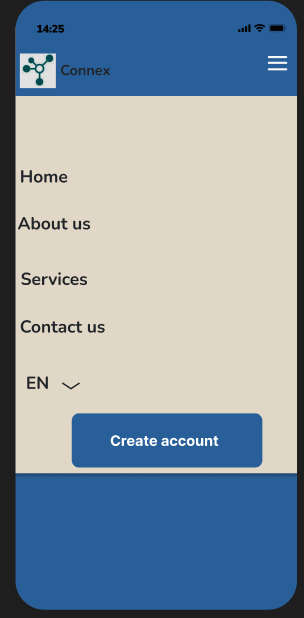 14:25
Connex
Home
About us
Services
Contact us
EN
Create account